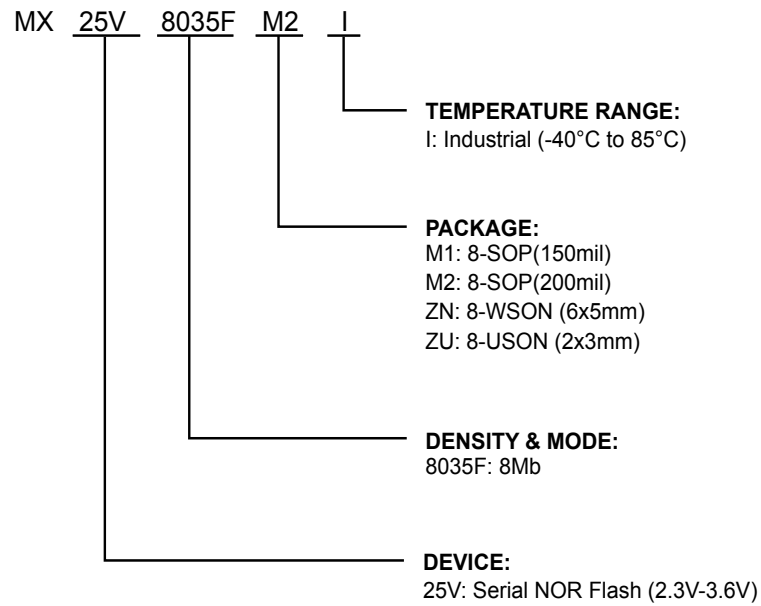 MX 25V 8035F M2 I
TEMPERATURE RANGE:
I: Industrial (-40°C to 85°C)
PACKAGE:
M1: 8-SOP(150mil)
M2: 8-SOP(200mil)
ZN: 8-WSON (6x5mm)
ZU: 8-USON (2x3mm)
DENSITY & MODE:
8035F: 8Mb
DEVICE:
25V: Serial NOR Flash (2.3V-3.6V)